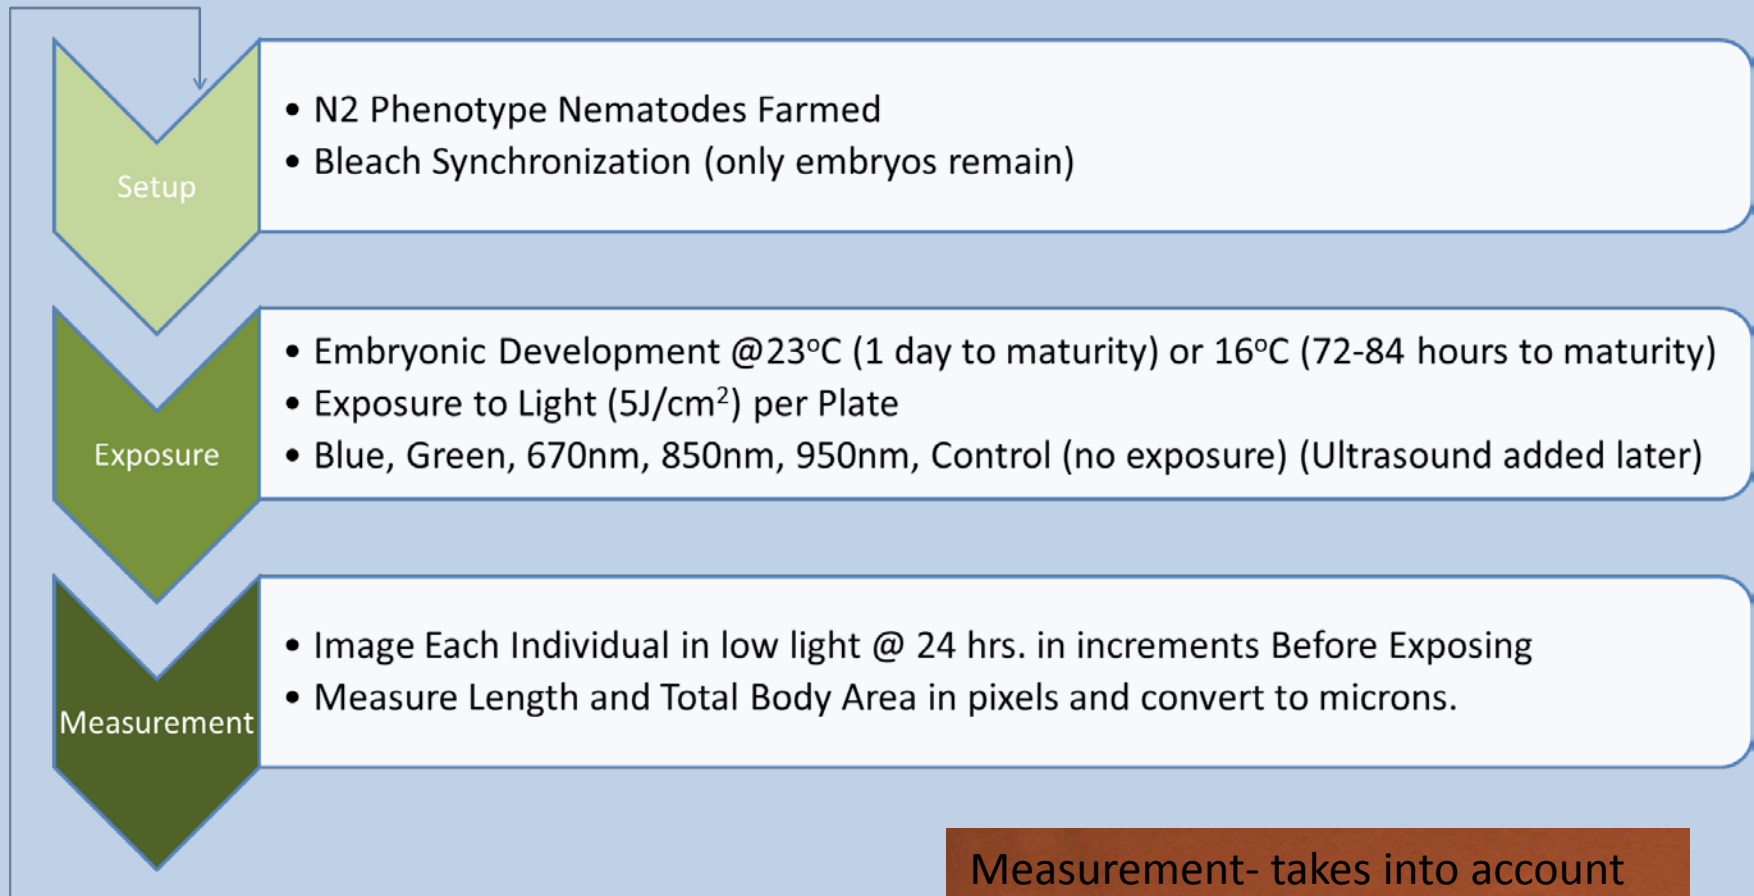 Setup
• N2 Phenotype Nematodes Farmed
• Bleach Synchronization (only embryos remain)
Exposure
• Embryonic Development @23°C (1 day to maturity) or 16°C (72-84 hours to maturity)
• Exposure to Light (5J/cm²) per Plate
• Blue, Green, 670nm, 850nm, 950nm, Control (no exposure) (Ultrasound added later)
Measurement
• Image Each Individual in low light @ 24 hrs. in increments Before Exposing
• Measure Length and Total Body Area in pixels and convert to microns.
Measurement- takes into account